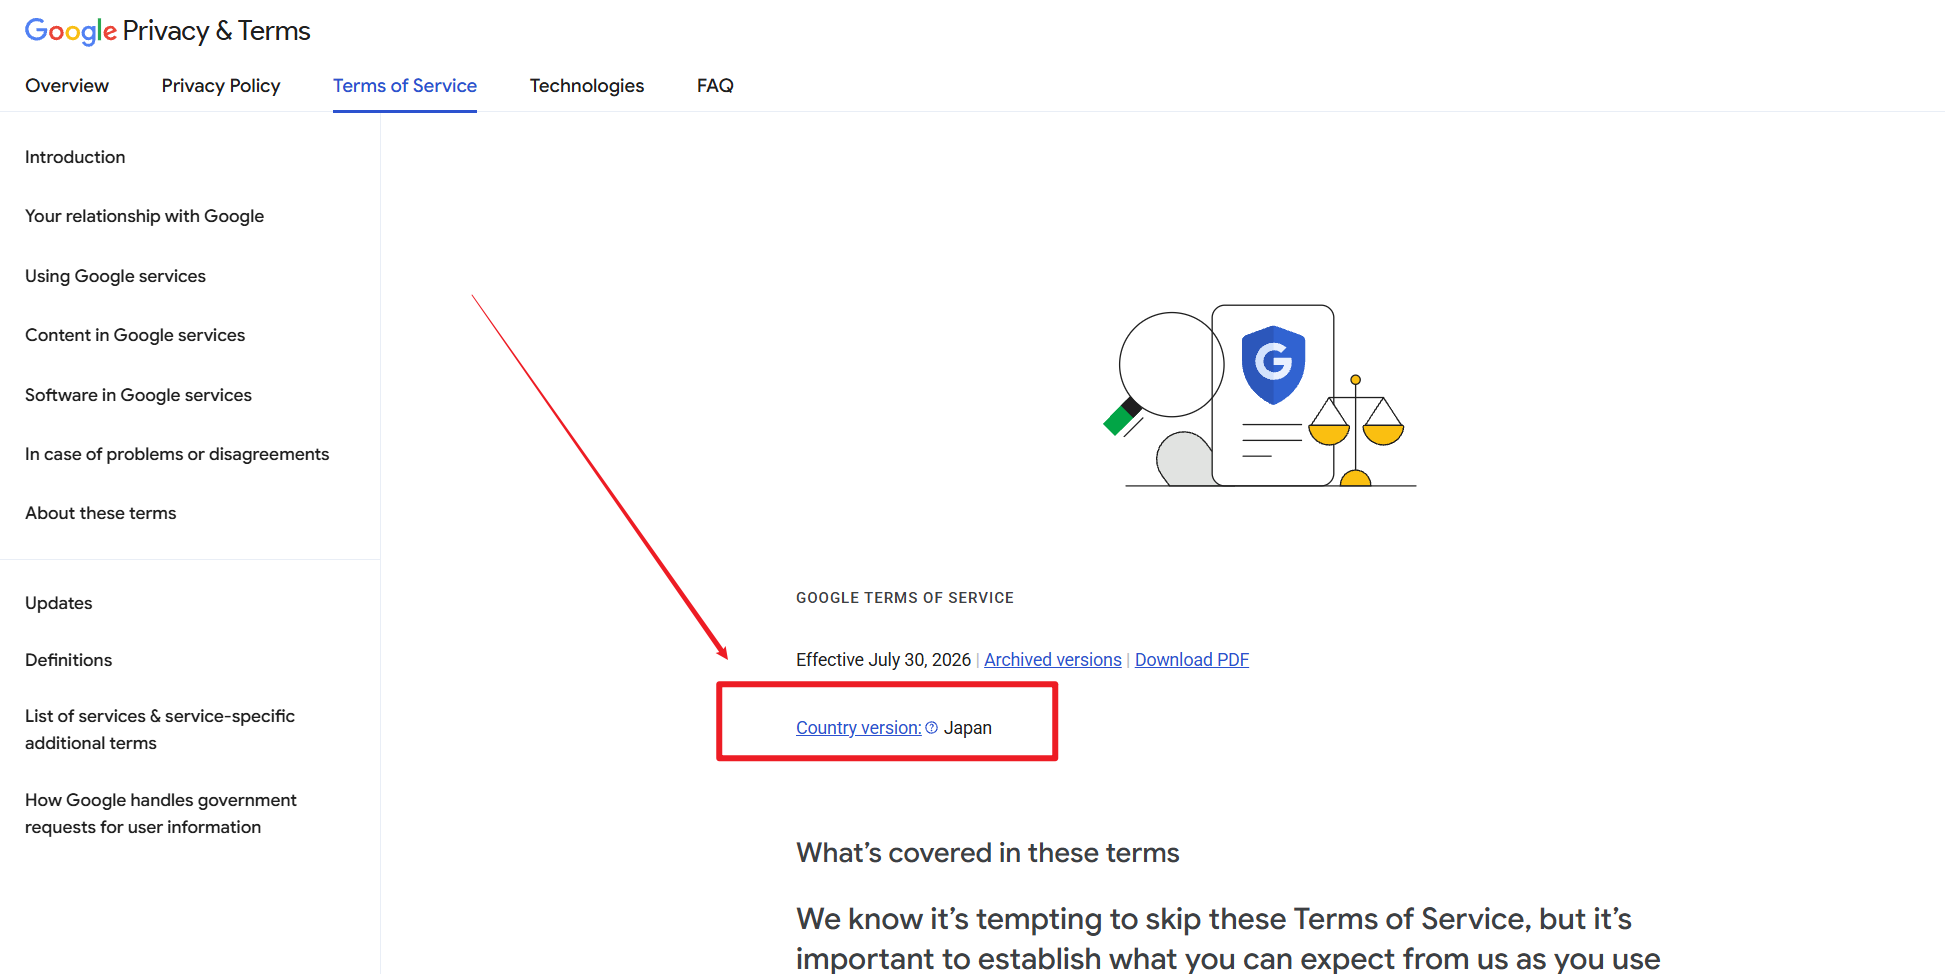 Google Privacy & Terms
Overview
Privacy Policy
Terms of Service
Technologies
FAQ
Introduction
Your relationship with Google
Using Google services
Content in Google services
Software in Google services
In case of problems or disagreements
About these terms
Updates
Definitions
List of services & service-specific
additional terms
How Google handles government
requests for user information
G
GOOGLE TERMS OF SERVICE
Effective July 30, 2026 | Archived versions | Download PDF
Country version: ? Japan
What’s covered in these terms
We know it’s tempting to skip these Terms of Service, but it’s
important to establish what you can expect from us as you use